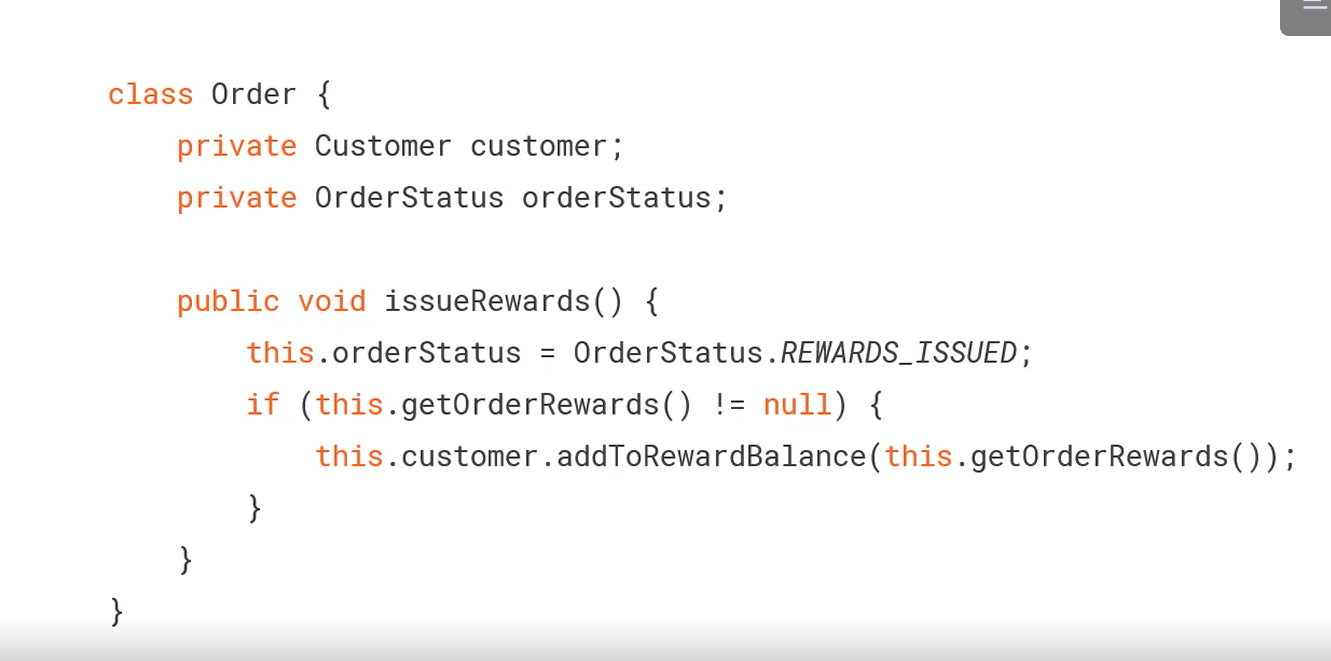 class Order {
    private Customer customer;
    private OrderStatus orderStatus;
    public void issueRewards() {
        this.orderStatus = OrderStatus.REWARDS_ISSUED;
        if (this.getOrderRewards() != null) {
            this.customer.addToRewardBalance(this.getOrderRewards());
        }
    }
}